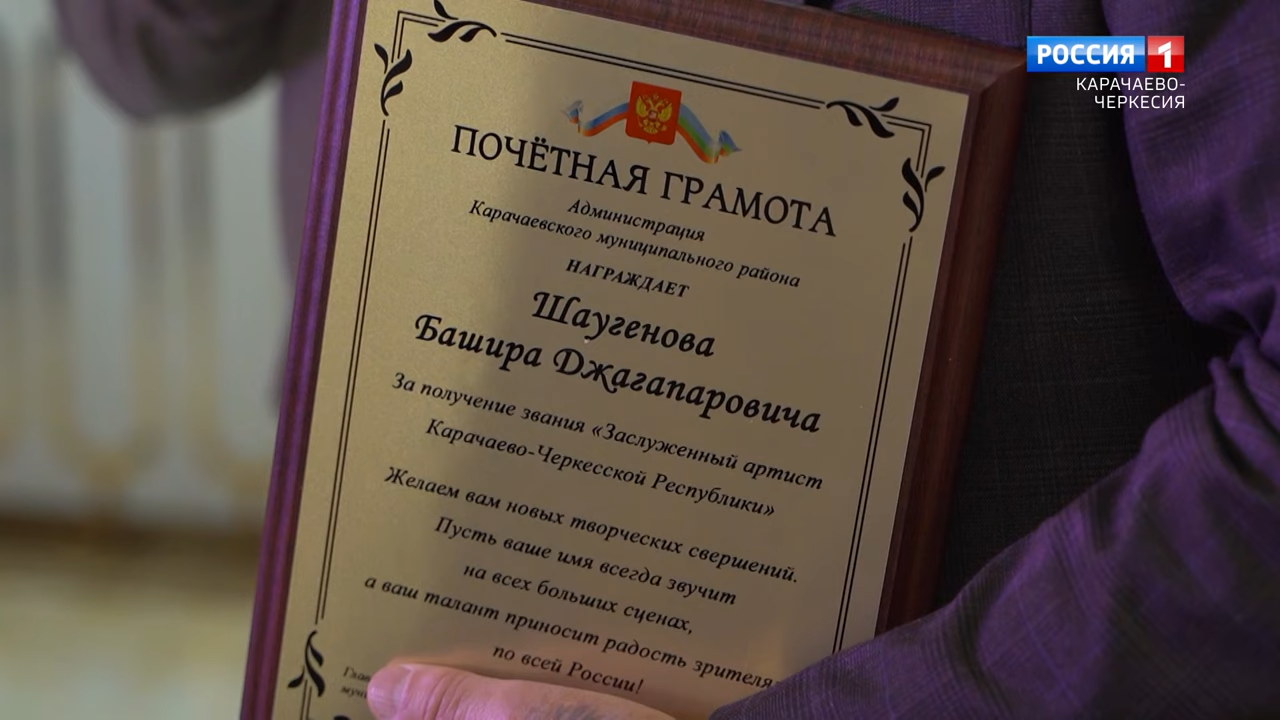 РОССИЯ 1
КАРАЧАЕВО-
ЧЕРКЕСИЯ
ПОЧЁТНАЯ ГРАМОТА
Администрация
Карачаевского муниципального района
НАГРАЖДАЕТ
Шаугенова
Башира Джагапаровича
За получение звания «Заслуженный артист
Карачаево-Черкесской Республики»
Желаем вам новых творческих свершений.
Пусть ваше имя всегда звучит
на всех больших сценах,
а ваш талант приносит радость
по всей России!